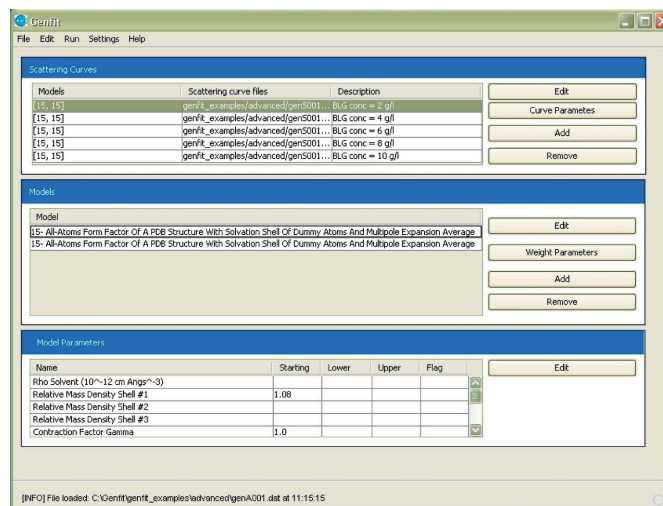 Genfit
File Edit Run Settings Help
Scattering Curves
Models Scattering curve files Description
[15, 15] genfit_examples/advanced/genS001... BLG conc = 2 g/l
[15, 15] genfit_examples/advanced/genS001... BLG conc = 4 g/l
[15, 15] genfit_examples/advanced/genS001... BLG conc = 6 g/l
[15, 15] genfit_examples/advanced/genS001... BLG conc = 8 g/l
[15, 15] genfit_examples/advanced/genS001... BLG conc = 10 g/l
Edit
Curve Parametes
Add
Remove
Models
Model
15- All-Atoms Form Factor Of A PDB Structure With Solvation Shell Of Dummy Atoms And Multipole Expansion Average
15- All-Atoms Form Factor Of A PDB Structure With Solvation Shell Of Dummy Atoms And Multipole Expansion Average
Edit
Weight Parameters
Add
Remove
Model Parameters
Name Starting Lower Upper Flag
Rho Solvent (10^-12 cm Angs^-3)
Relative Mass Density Shell #1 1.08
Relative Mass Density Shell #2
Relative Mass Density Shell #3
Contraction Factor Gamma 1.0
Edit
[INFO] File loaded: C:\Genfit\genfit_examples\advanced\genA001.dat at 11:15:15